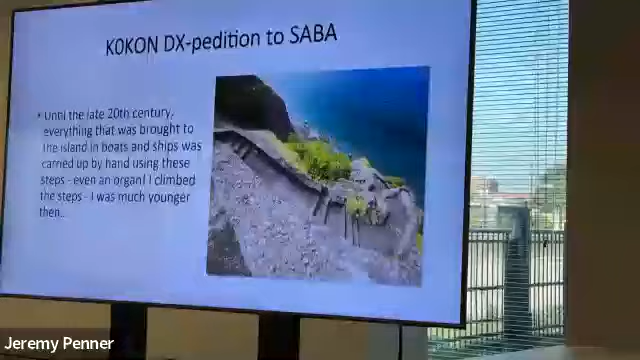 K0KON DX-pedition to SABA
• Until the late 20th century,
everything that was brought to
the island in boats and ships was
carried up by hand using these
steps - even an organ! I climbed
the steps - I was much younger
then...
Jeremy Penner